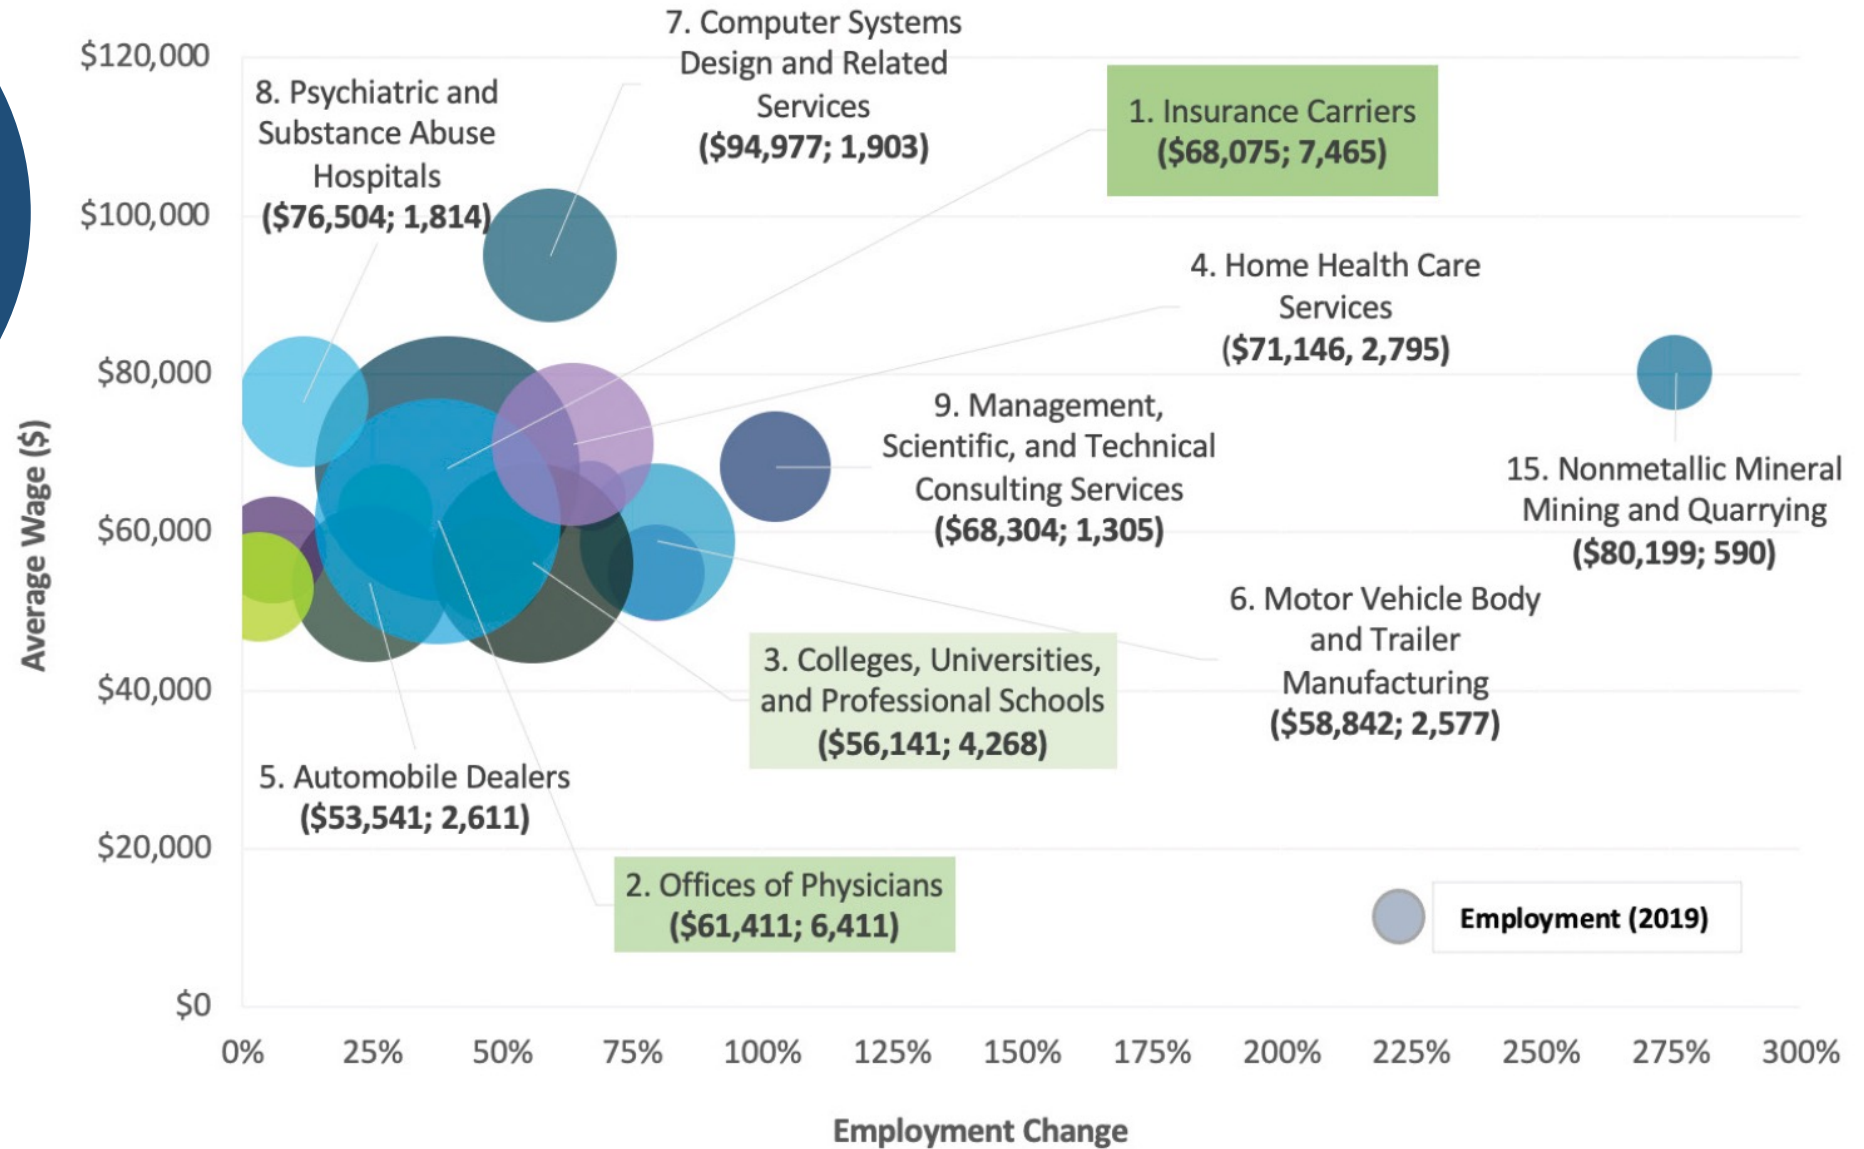 7. Computer Systems
Design and Related
Services
($94,977; 1,903)
8. Psychiatric and
Substance Abuse
Hospitals
($76,504; 1,814)
1. Insurance Carriers
($68,075; 7,465)
4. Home Health Care
Services
($71,146, 2,795)
9. Management,
Scientific, and Technical
Consulting Services
($68,304; 1,305)
15. Nonmetallic Mineral
Mining and Quarrying
($80,199; 590)
6. Motor Vehicle Body
and Trailer
Manufacturing
($58,842; 2,577)
3. Colleges, Universities,
and Professional Schools
($56,141; 4,268)
5. Automobile Dealers
($53,541; 2,611)
2. Offices of Physicians
($61,411; 6,411)
Employment (2019)
Average Wage ($)
$120,000
$100,000
$80,000
$60,000
$40,000
$20,000
$0
0% 25% 50% 75% 100% 125% 150% 175% 200% 225% 250% 275% 300%
Employment Change